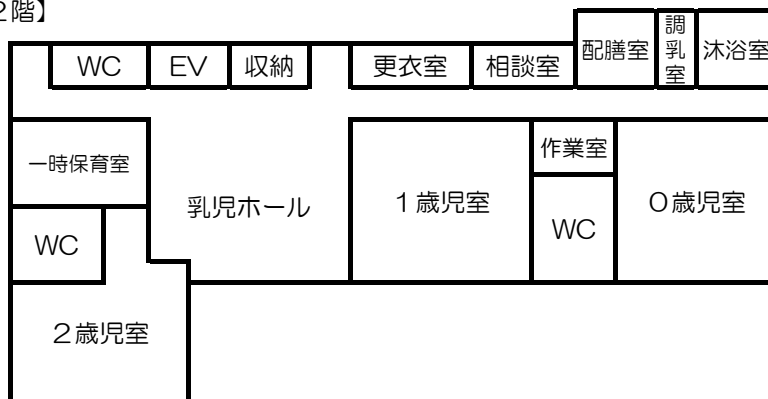 2階】
WC
EV
収納
更衣室
相談室
配膳室
調乳室
沐浴室
一時保育室
WC
乳児ホール
1歳児室
作業室
WC
0歳児室
2歳児室